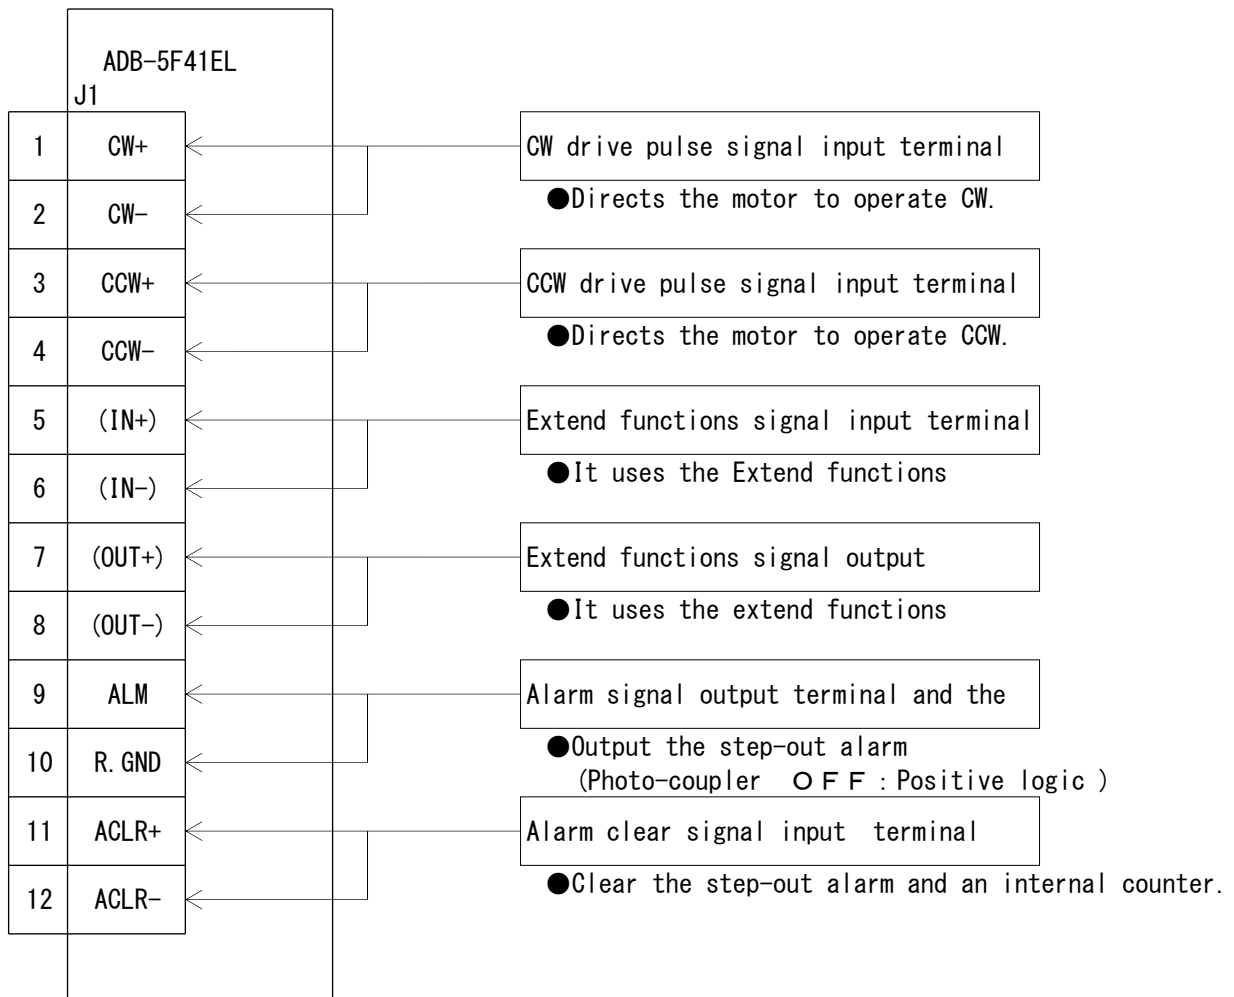 ADB-5F41EL
J1
1 CW+ CW drive pulse signal input terminal
●Directs the motor to operate CW.
2 CW-
3 CCW+ CCW drive pulse signal input terminal
●Directs the motor to operate CCW.
4 CCW-
5 (IN+) Extend functions signal input terminal
●It uses the Extend functions
6 (IN-)
7 (OUT+) Extend functions signal output
●It uses the extend functions
8 (OUT-)
9 ALM Alarm signal output terminal and the
●Output the step-out alarm
10 R.GND
(Photo-coupler OFF:Positive logic )
11 ACLR+ Alarm clear signal input terminal
●Clear the step-out alarm and an internal counter.
12 ACLR-